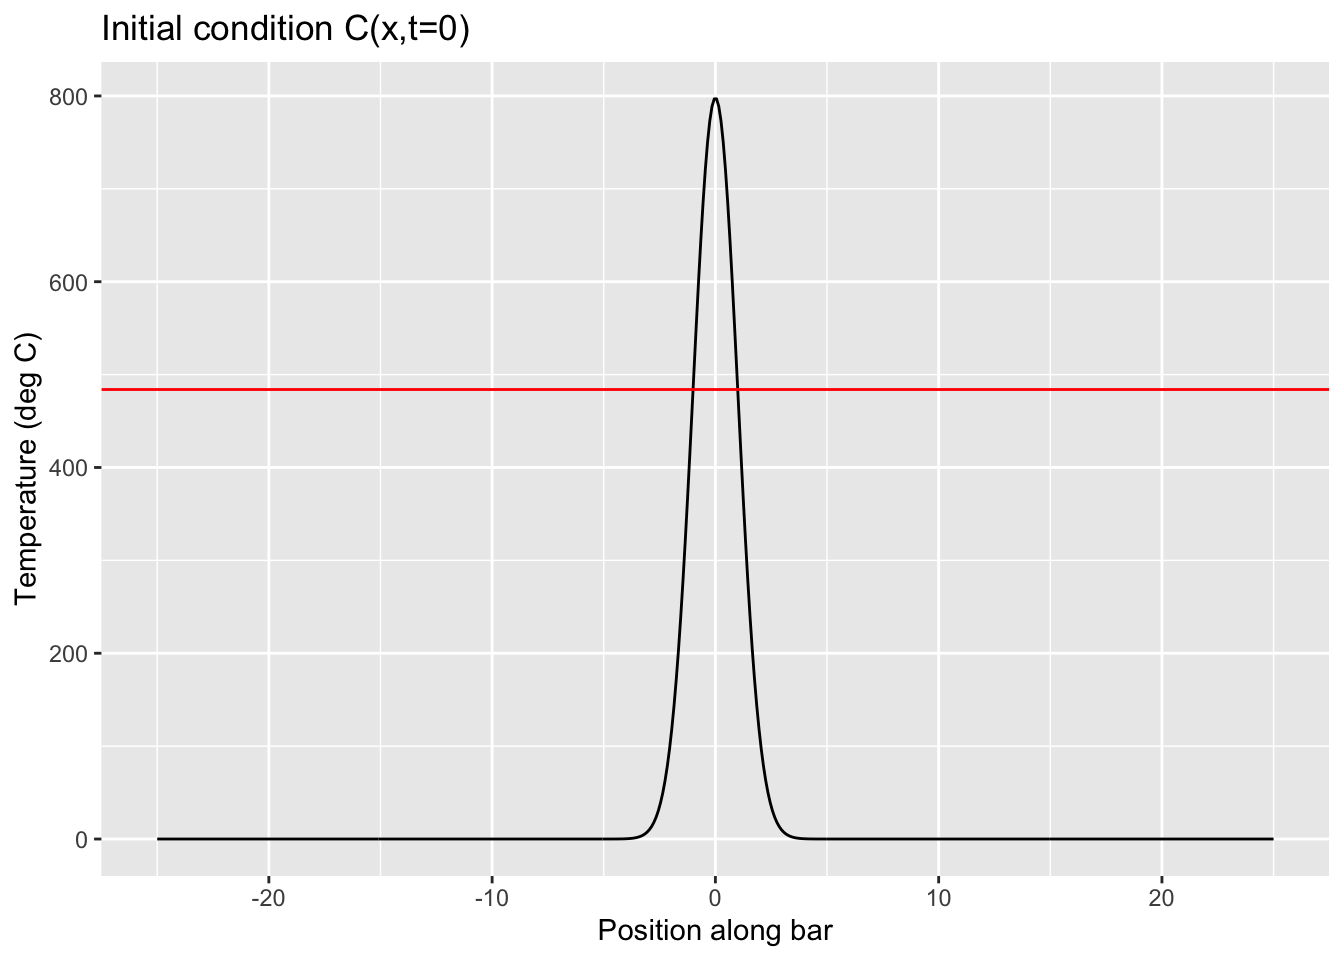 Initial condition C(x,t=0)
800
600
400
200
0
Temperature (deg C)
-20 -10 0 10 20
Position along bar